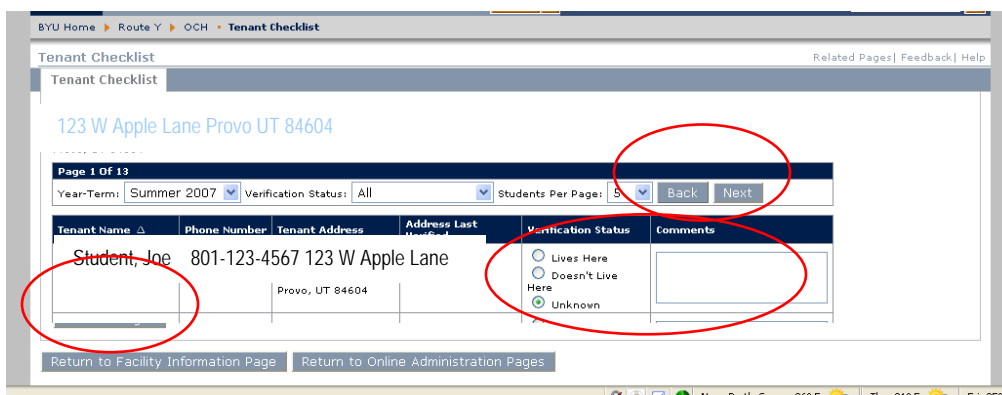 BYU Home ▶ Route Y ▶ OCH • Tenant Checklist
Tenant Checklist
Related Pages| Feedback| Help
Tenant Checklist
123 W Apple Lane Provo UT 84604
Page 1 Of 13
Year-Term: Summer 2007 Verification Status: All Students Per Page: 5 Back Next
Tenant Name △ Phone Number Tenant Address Address Last Verification Status Comments
Student, Joe 801-123-4567 123 W Apple Lane
Provo, UT 84604
Lives Here
Doesn't Live
Here
Unknown
Return to Facility Information Page Return to Online Administration Pages